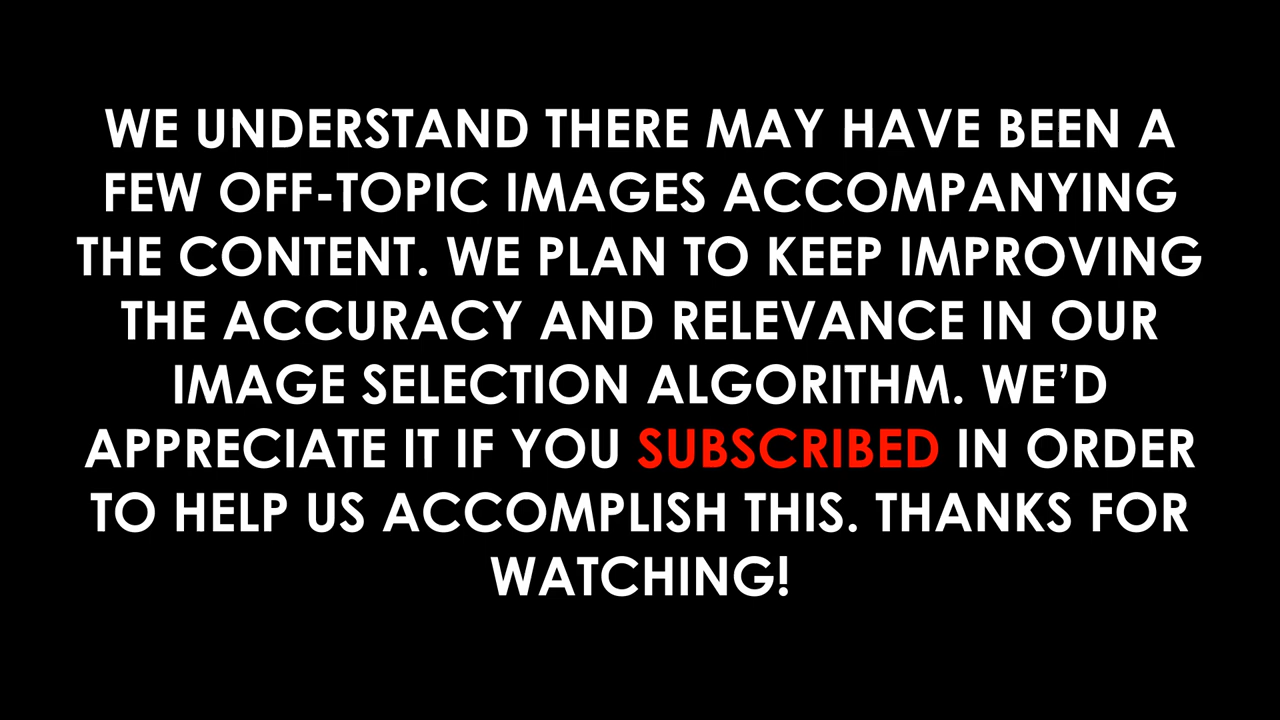 WE UNDERSTAND THERE MAY HAVE BEEN A
FEW OFF-TOPIC IMAGES ACCOMPANYING
THE CONTENT. WE PLAN TO KEEP IMPROVING
THE ACCURACY AND RELEVANCE IN OUR
IMAGE SELECTION ALGORITHM. WE’D
APPRECIATE IT IF YOU SUBSCRIBED IN ORDER
TO HELP US ACCOMPLISH THIS. THANKS FOR
WATCHING!